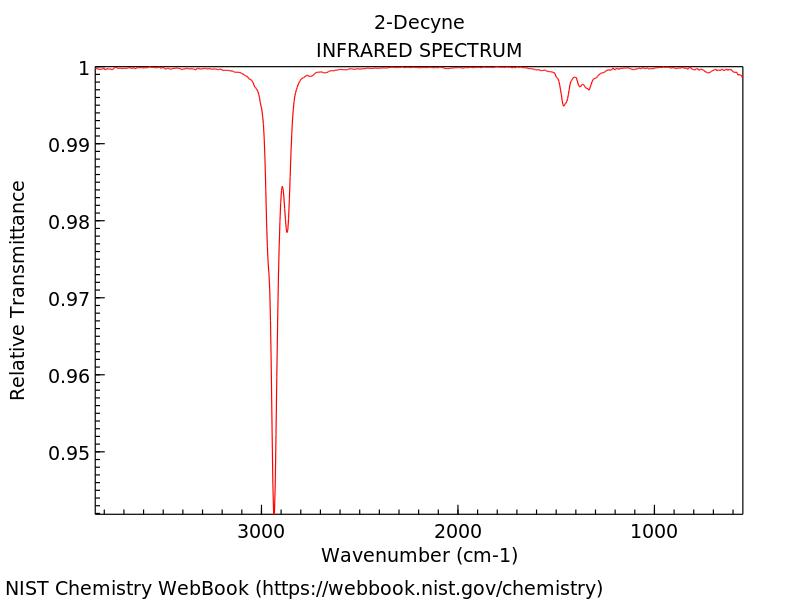 2-Decyne
INFRARED SPECTRUM
1
0.99
0.98
0.97
0.96
0.95
Relative Transmittance
3000 2000 1000
Wavenumber (cm-1)
NIST Chemistry WebBook (https://webbook.nist.gov/chemistry)